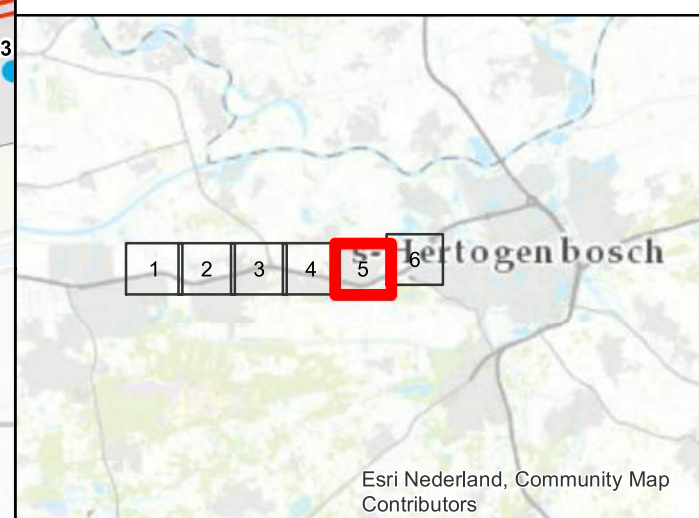 3
s-Hertogenbosch
1 2 3 4 5 6
Esri Nederland, Community Map
Contributors